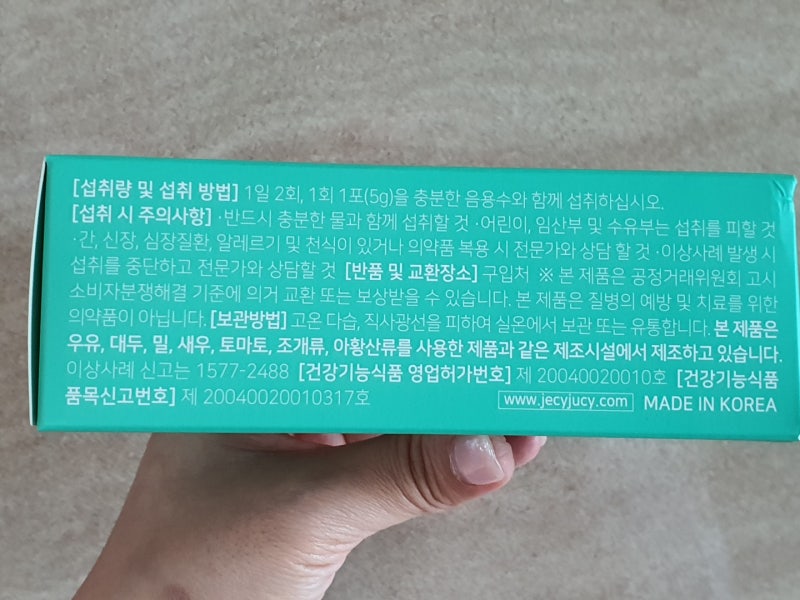 [섭취량 및 섭취 방법] 1일 2회, 1회 1포(5g)을 충분한 음용수와 함께 섭취하십시오.
[섭취 시 주의사항] ·반드시 충분한 물과 함께 섭취할 것 ·어린이, 임산부 및 수유부는 섭취를 피할 것
·간, 신장, 심장질환, 알레르기 및 천식이 있거나 의약품 복용 시 전문가와 상담 할 것 ·이상사례 발생 시
섭취를 중단하고 전문가와 상담할 것 [반품 및 교환장소] 구입처 ※ 본 제품은 공정거래위원회 고시
소비자분쟁해결 기준에 의거 교환 또는 보상받을 수 있습니다. 본 제품은 질병의 예방 및 치료를 위한
의약품이 아닙니다. [보관방법] 고온 다습, 직사광선을 피하여 실온에서 보관 또는 유통합니다. 본 제품은
우유, 대두, 밀, 새우, 토마토, 조개류, 아황산류를 사용한 제품과 같은 제조시설에서 제조하고 있습니다.
이상사례 신고는 1577-2488 [건강기능식품 영업허가번호] 제 20040020010호 [건강기능식품
품목신고번호] 제 20040020010317호
www.jecyjucy.com MADE IN KOREA